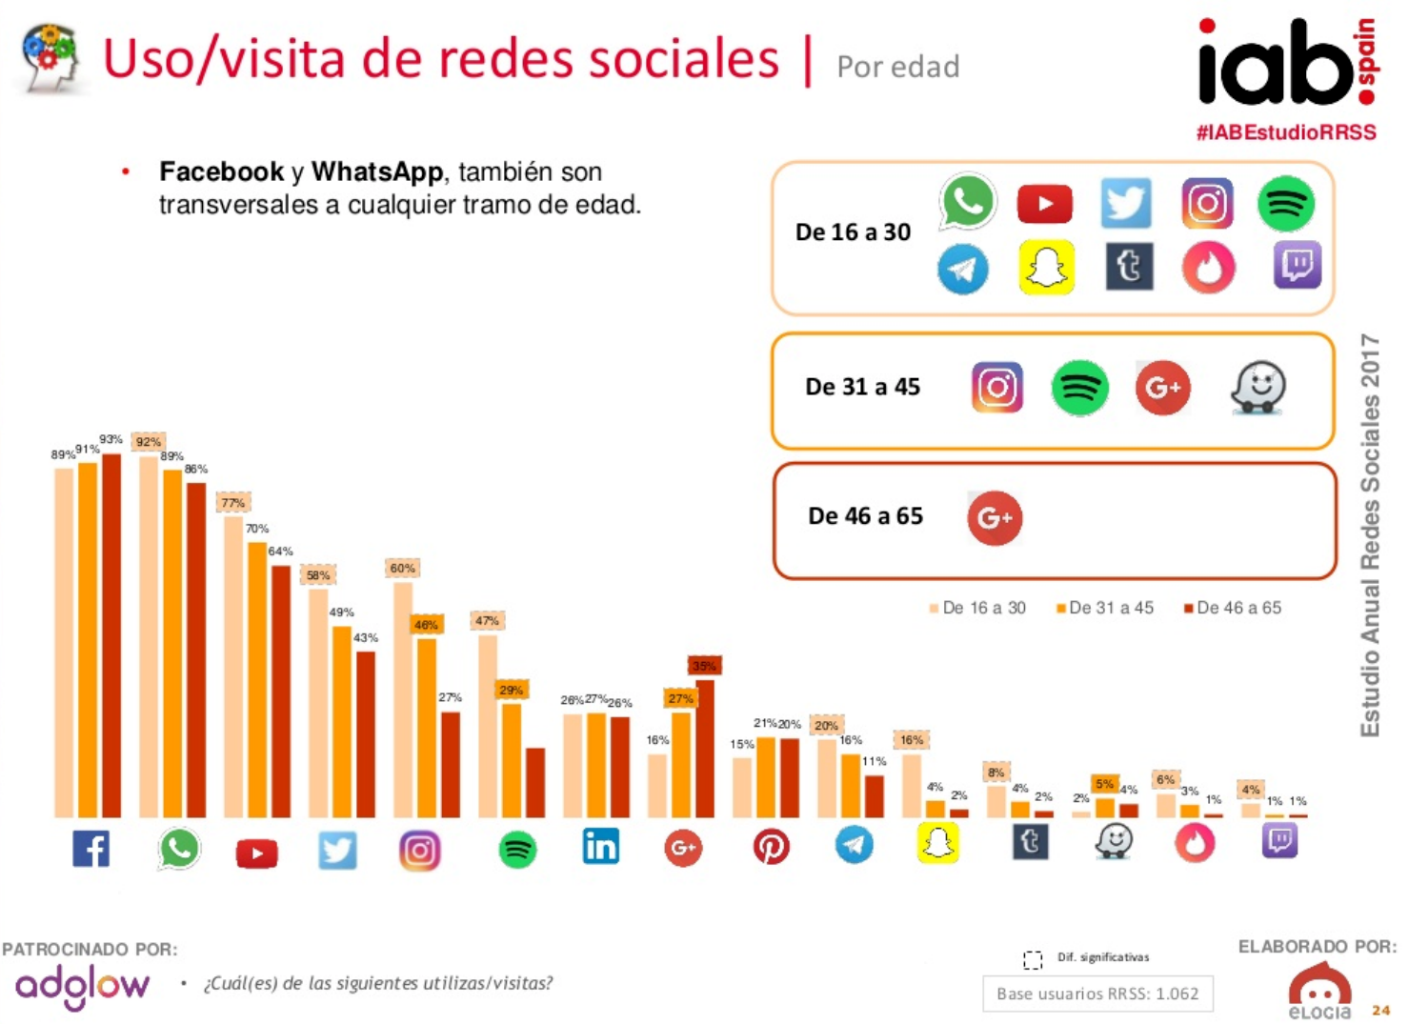 Uso/visita de redes sociales | Por edad
iab.spain
#IABEstudioRRSS
• Facebook y WhatsApp, también son
transversales a cualquier tramo de edad.
De 16 a 30
De 31 a 45
G+
De 46 a 65
G+
De 16 a 30 De 31 a 45 De 46 a 65
Estudio Anual Redes Sociales 2017
89% 91% 93%
92% 89% 86%
77% 70% 64%
58% 49% 43%
60% 46% 27%
47% 29%
26% 27% 26%
16% 27% 35%
15% 21% 20%
20% 16% 11%
16% 4% 2%
8% 4% 2%
2% 5% 4%
6% 3% 1%
4% 1% 1%
in
G+
PATROCINADO POR:
adglow
• ¿Cuál(es) de las siguientes utilizas/visitas?
Dif. significativas
Base usuarios RRSS: 1.062
ELABORADO POR:
eLOGIA
24